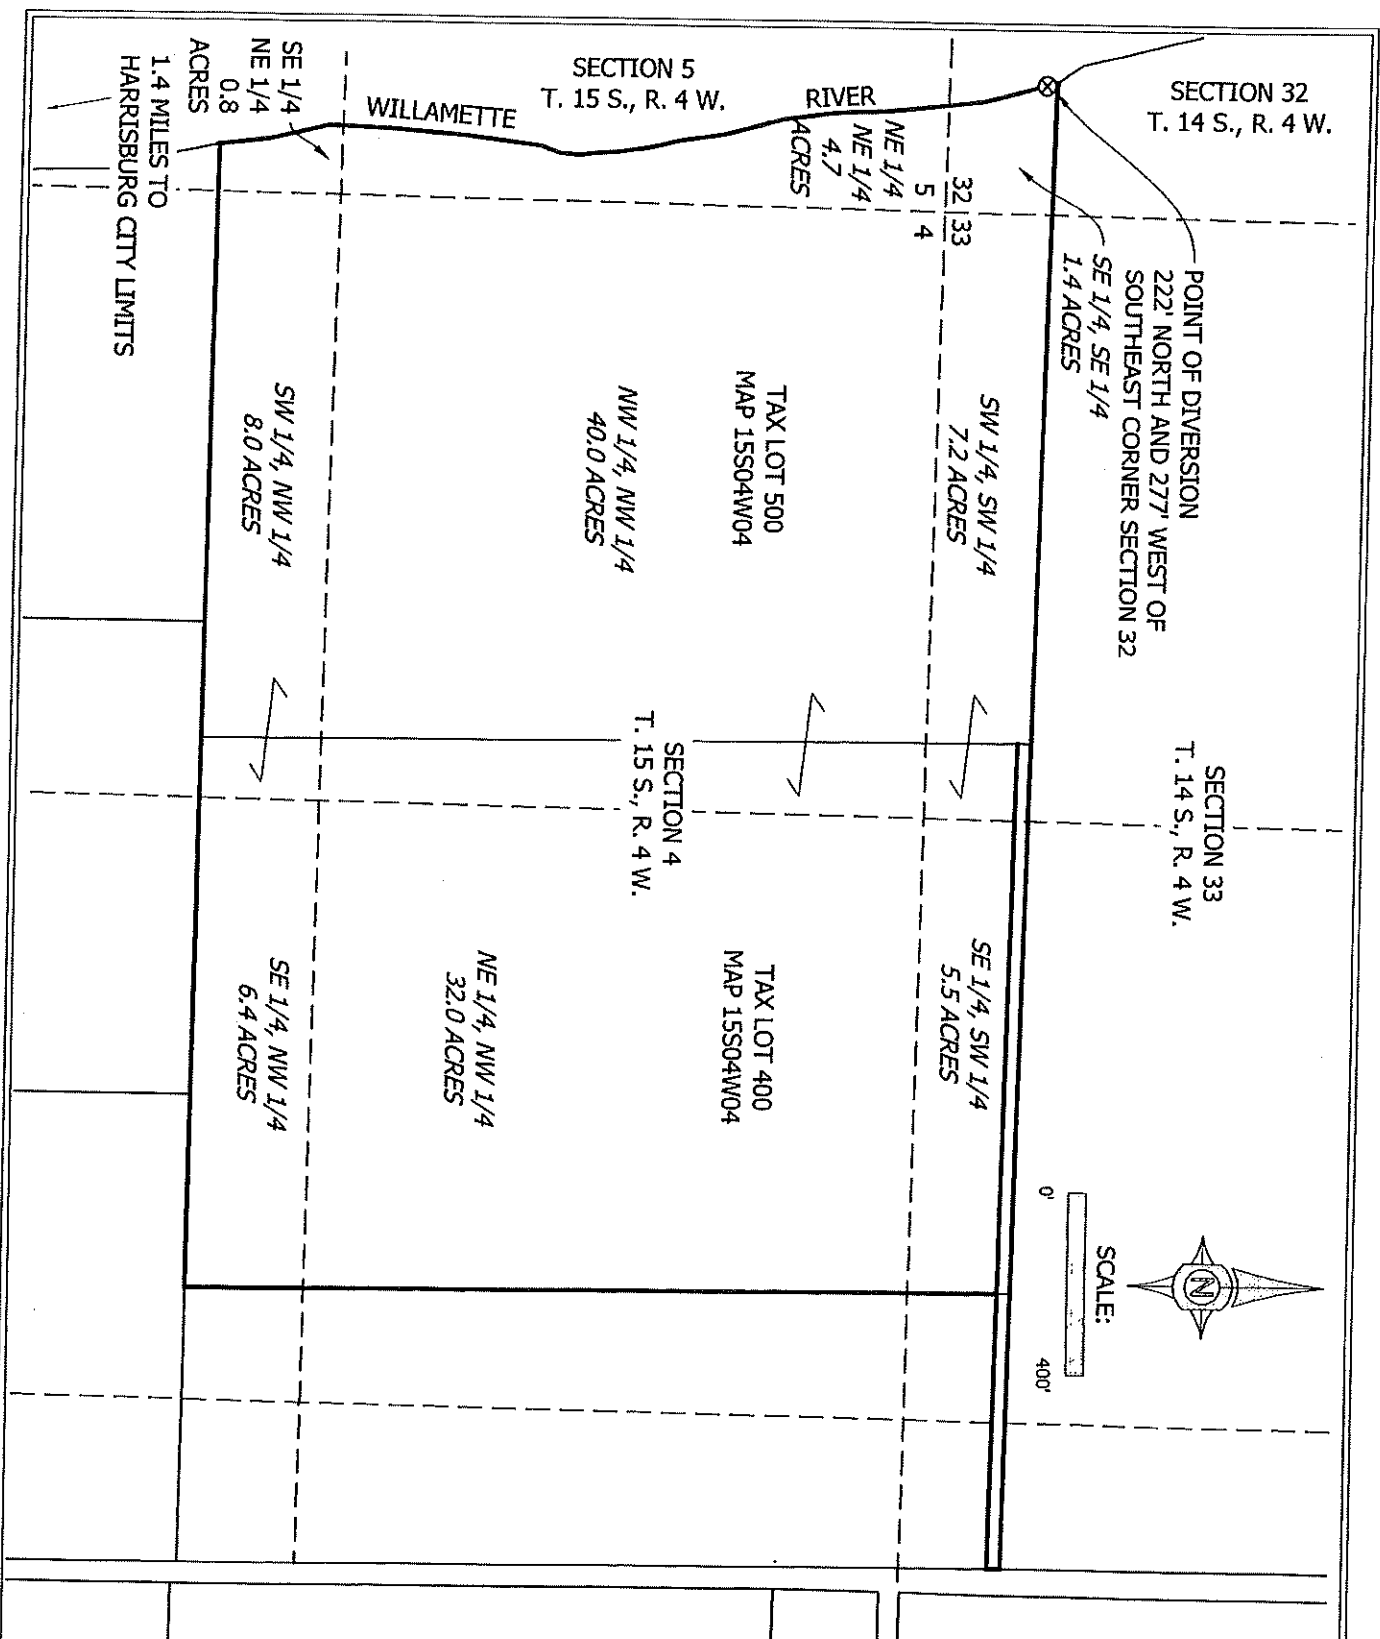 SECTION 32
T. 14 S., R. 4 W.
POINT OF DIVERSION
222' NORTH AND 277' WEST OF
SOUTHEAST CORNER SECTION 32
SE 1/4, SE 1/4
1.4 ACRES
SECTION 33
T. 14 S., R. 4 W.
N
SCALE:
0'
400'
32
33
5
4
SW 1/4, SW 1/4
7.2 ACRES
SE 1/4, SW 1/4
5.5 ACRES
RIVER
NE 1/4
NE 1/4
4.7
ACRES
SECTION 5
T. 15 S., R. 4 W.
WILLAMETTE
TAX LOT 500
MAP 15S04W04
TAX LOT 400
MAP 15S04W04
SECTION 4
T. 15 S., R. 4 W.
NW 1/4, NW 1/4
40.0 ACRES
NE 1/4, NW 1/4
32.0 ACRES
SE 1/4
NE 1/4
0.8
ACRES
SW 1/4, NW 1/4
8.0 ACRES
SE 1/4, NW 1/4
6.4 ACRES
1.4 MILES TO
HARRISBURG CITY LIMITS